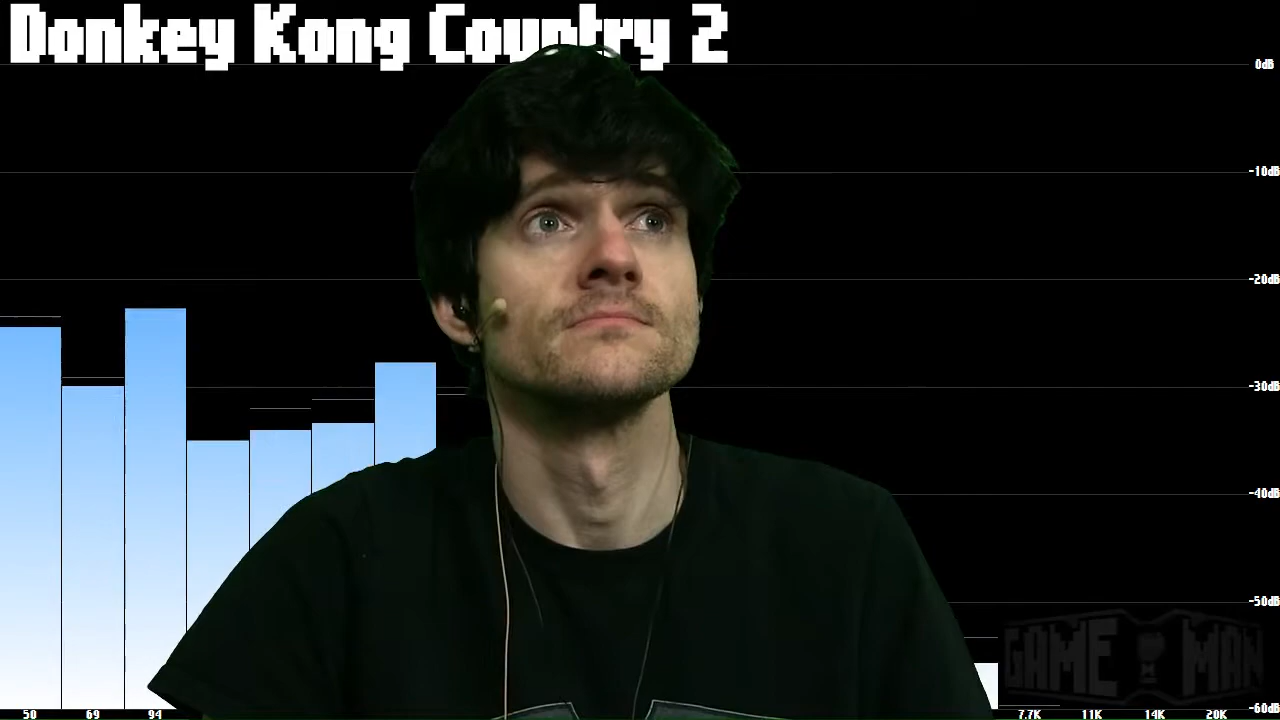 Donkey Kong Country 2
0dB
-10dB
-20dB
-30dB
-40dB
-50dB
GAME MAN
-60dB
50 69 94 7.7K 11K 14K 20K